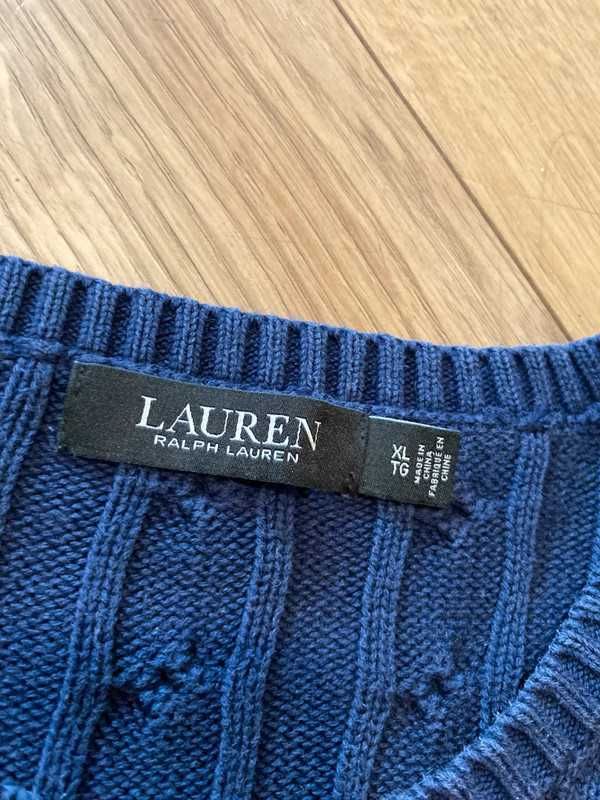 LAUREN
RALPH LAUREN
XL
TG
MADE IN
CHINA
FABRIQUÉ EN
CHINE